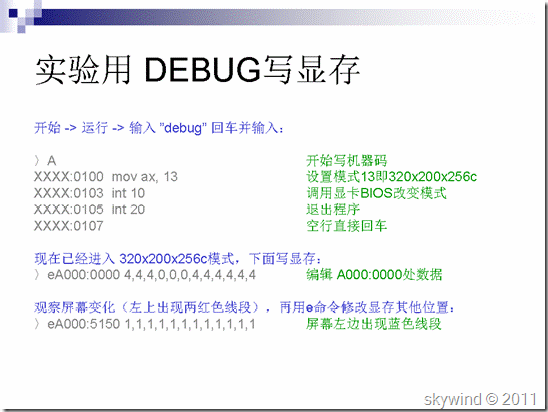 实验用 DEBUG写显存
开始 -> 运行 -> 输入 "debug" 回车并输入：
〉A 开始写机器码
XXXX:0100 mov ax, 13 设置模式13即320x200x256c
XXXX:0103 int 10 调用显卡BIOS改变模式
XXXX:0105 int 20 退出程序
XXXX:0107 空行直接回车
现在已经进入 320x200x256c模式，下面写显存：
〉eA000:0000 4,4,4,0,0,0,4,4,4,4,4,4 编辑 A000:0000处数据
观察屏幕变化（左上出现两红色线段），再用e命令修改显存其他位置：
〉eA000:5150 1,1,1,1,1,1,1,1,1,1,1,1 屏幕左边出现蓝色线段
skywind © 2011